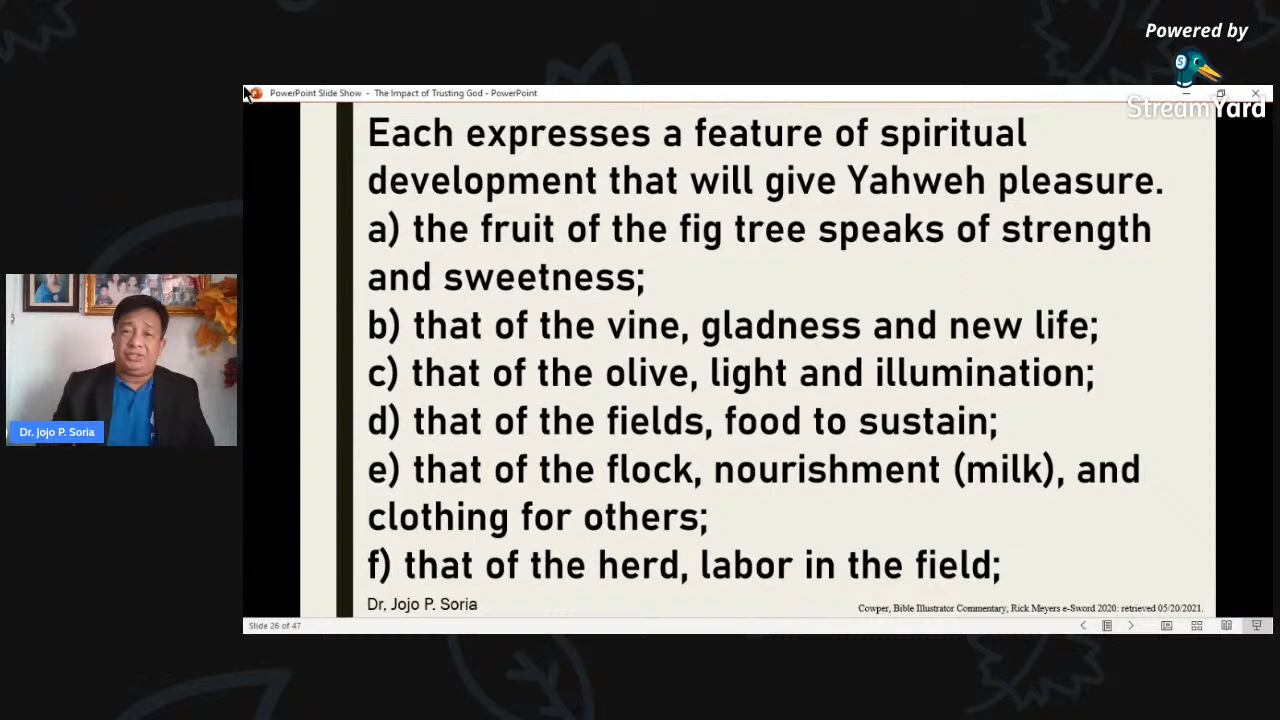 Powered by
StreamYard
PowerPoint Slide Show - The Impact of Trusting God - PowerPoint
Each expresses a feature of spiritual
development that will give Yahweh pleasure.
a) the fruit of the fig tree speaks of strength
and sweetness;
b) that of the vine, gladness and new life;
c) that of the olive, light and illumination;
d) that of the fields, food to sustain;
e) that of the flock, nourishment (milk), and
clothing for others;
f) that of the herd, labor in the field;
Dr, Jojo P. Soria
Cowper, Bible Illustrator Commentary, Rick Meyers e-Sword 2020: retrieved 05/20/2021.
Slide 26 of 47
Dr. Jojo P. Soria